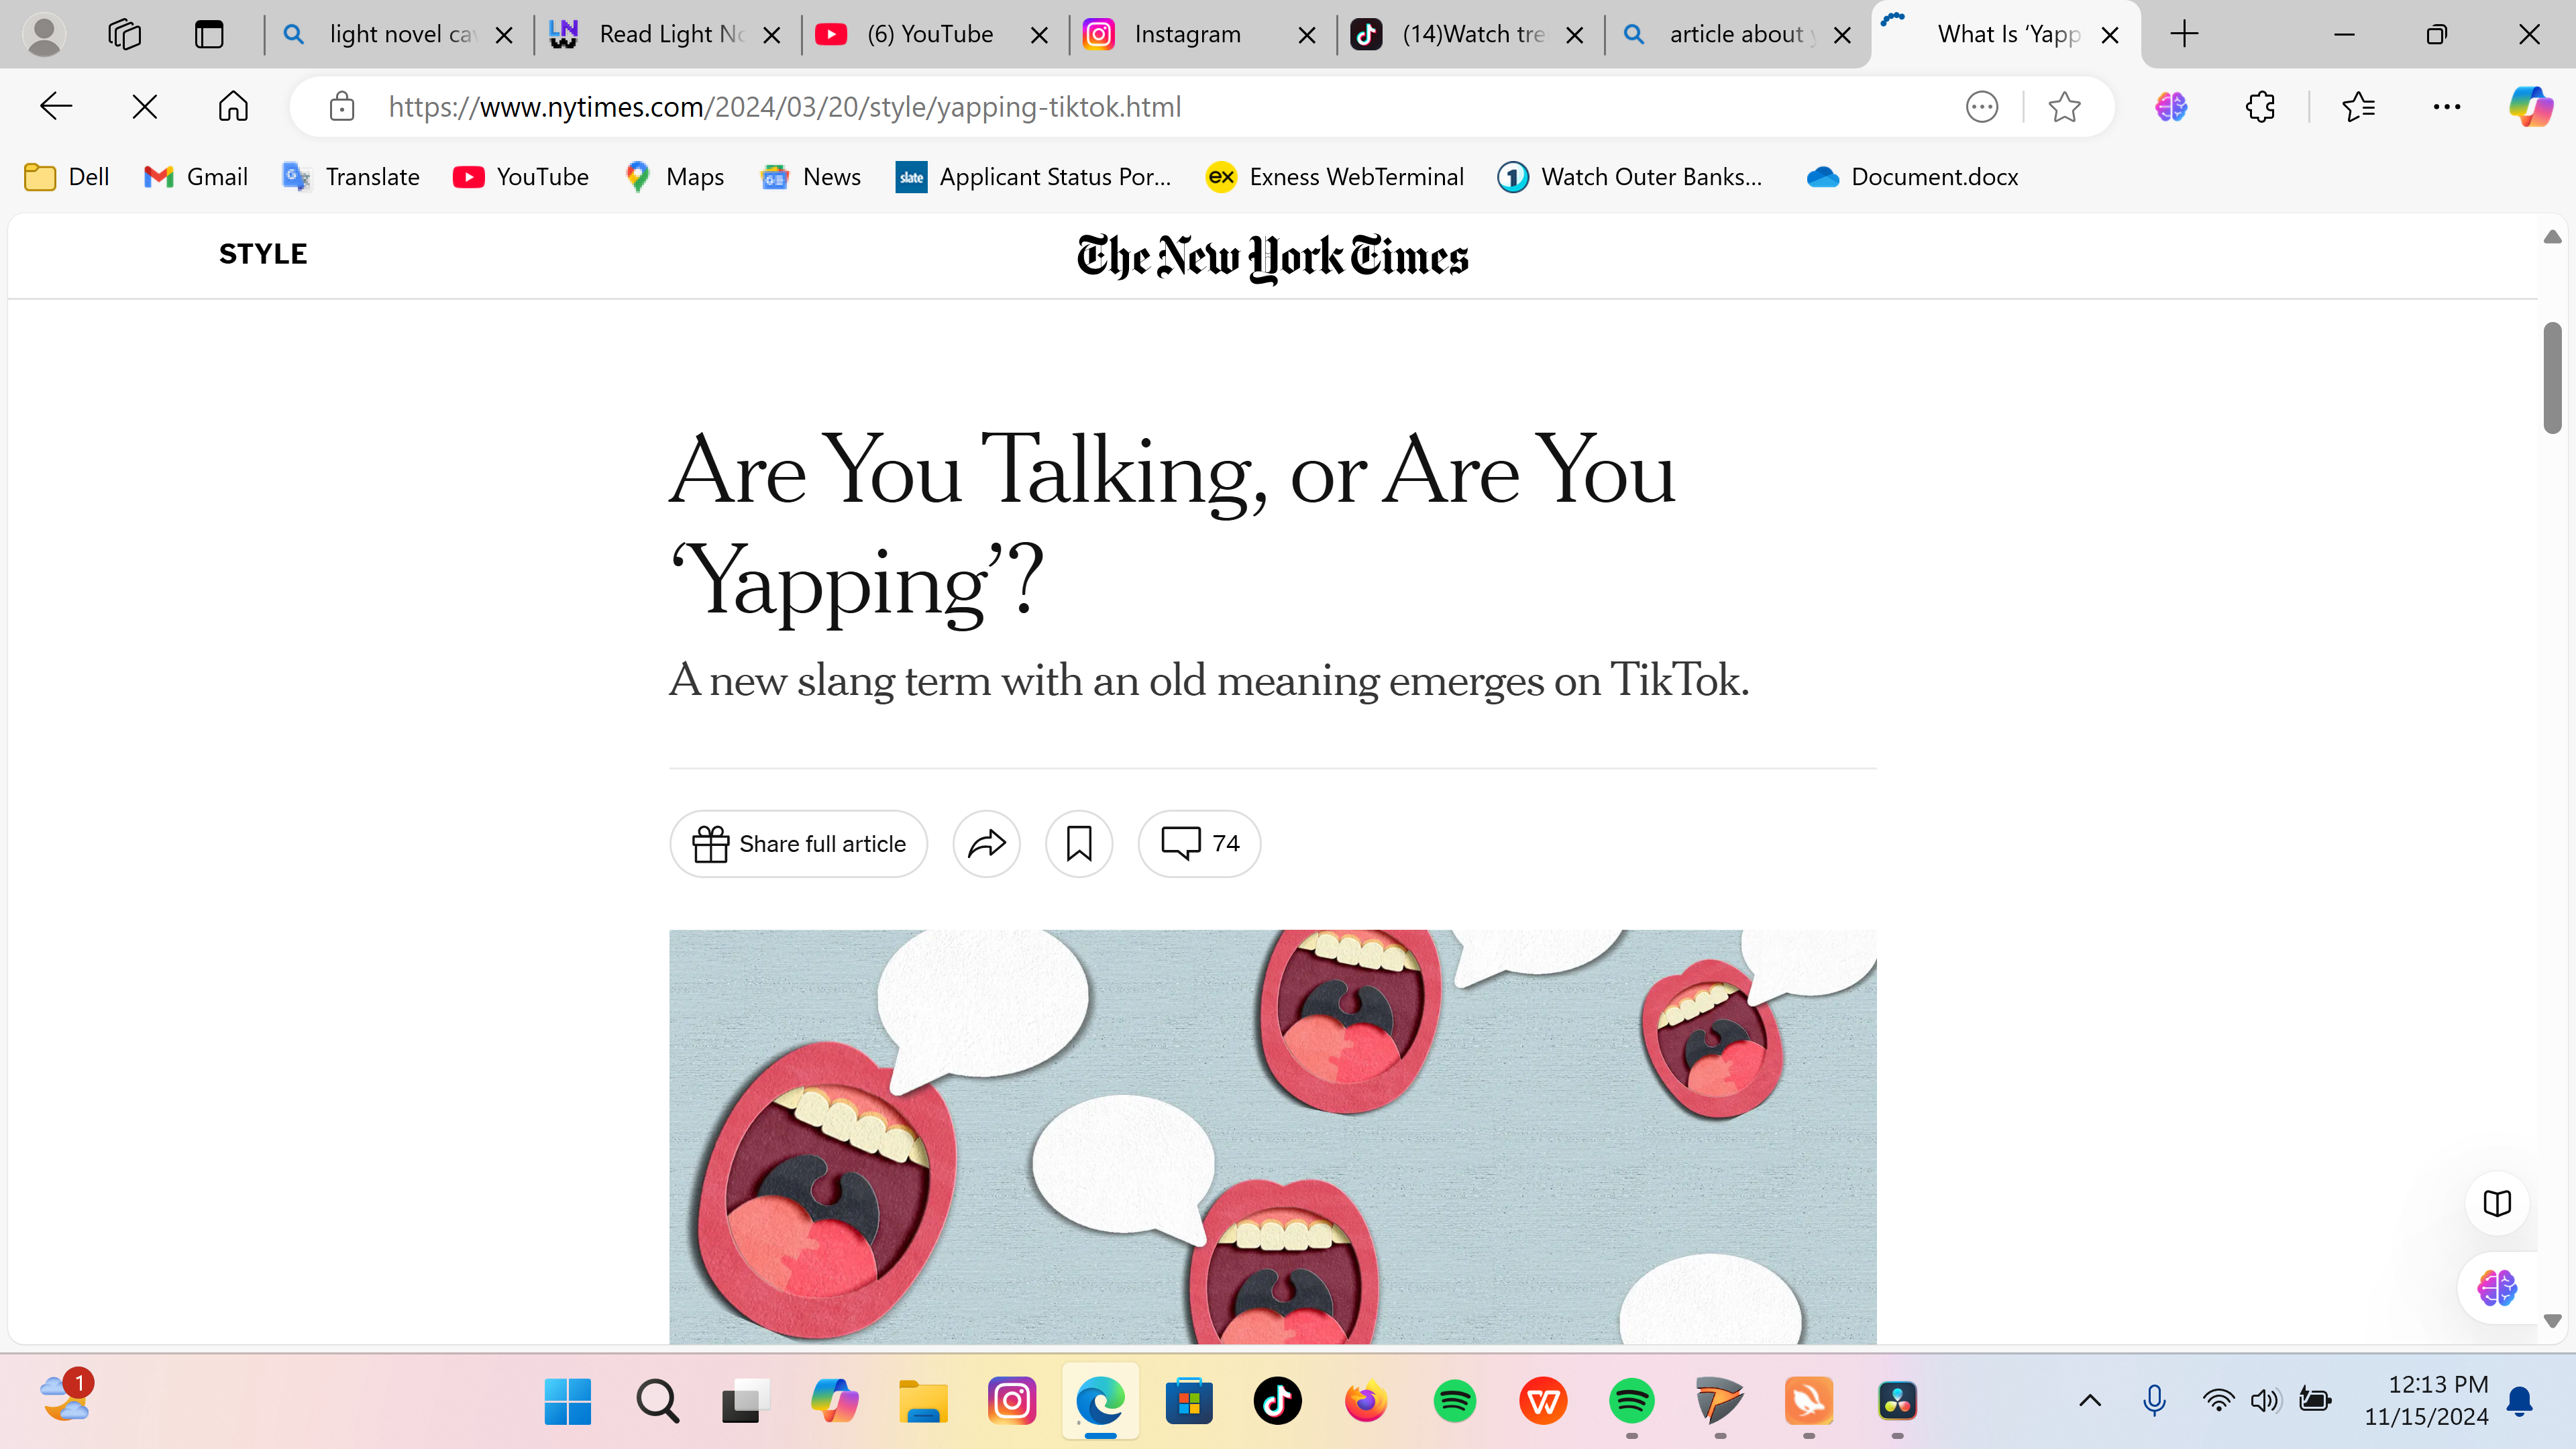 light novel ca
Read Light No
(6) YouTube
Instagram
(14)Watch tre
article about
What Is ‘Yapp
https://www.nytimes.com/2024/03/20/style/yapping-tiktok.html
Dell
Gmail
Translate
YouTube
Maps
News
slate
Applicant Status Por...
ex
Exness WebTerminal
1
Watch Outer Banks...
Document.docx
STYLE
The New York Times
Are You Talking, or Are You
‘Yapping’?
A new slang term with an old meaning emerges on TikTok.
Share full article
74
1
12:13 PM
11/15/2024